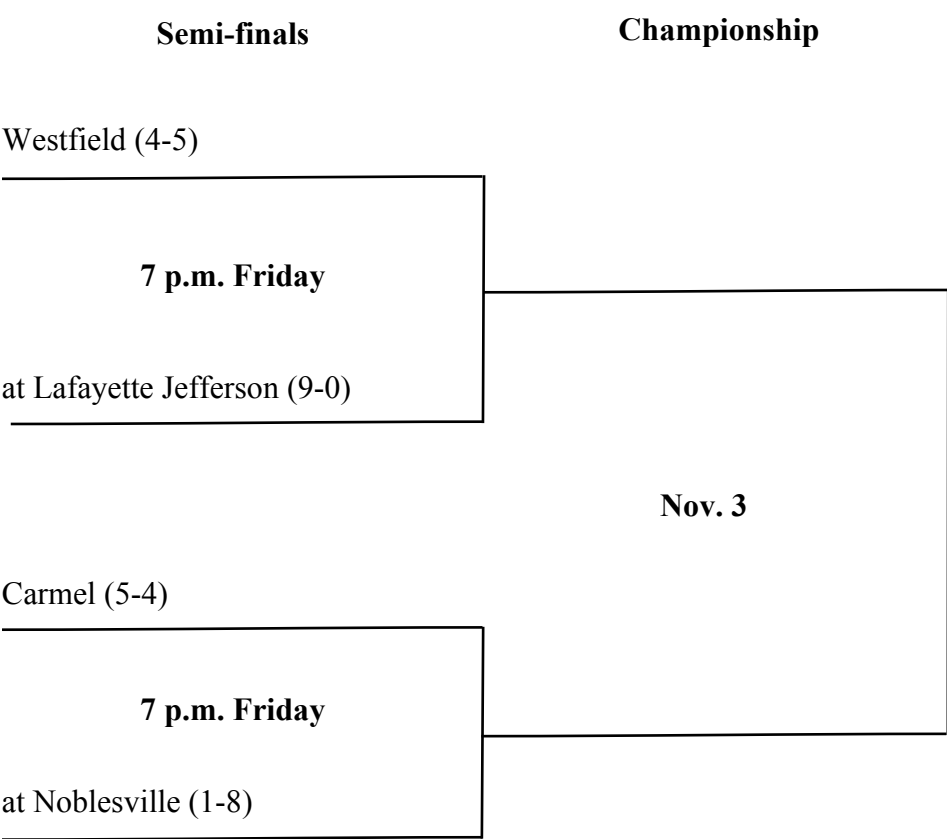 Semi-finals
Championship
Westfield (4-5)
7 p.m. Friday
at Lafayette Jefferson (9-0)
Nov. 3
Carmel (5-4)
7 p.m. Friday
at Noblesville (1-8)